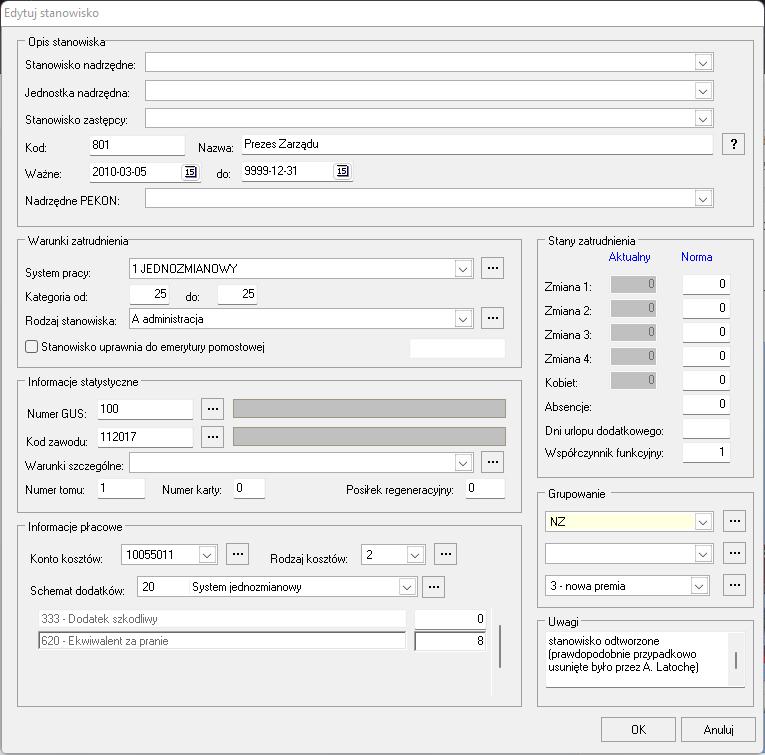 Edytuj stanowisko
Opis stanowiska
Stanowisko nadrzędne:
Jednostka nadrzędna:
Stanowisko zastępcy:
Kod: 801 Nazwa: Prezes Zarządu ?
Ważne: 2010-03-05 15 do: 9999-12-31 15
Nadrzędne PEKON:
Warunki zatrudnienia
System pracy: 1 JEDNOZMIANOWY ...
Kategoria od: 25 do: 25
Rodzaj stanowiska: A administracja ...
Stanowisko uprawnia do emerytury pomostowej
Stany zatrudnienia
Aktualny Norma
Zmiana 1: 0 0
Zmiana 2: 0 0
Zmiana 3: 0 0
Zmiana 4: 0 0
Kobiet: 0 0
Absencje: 0
Dni urlopu dodatkowego:
Współczynnik funkcyjny: 1
Informacje statystyczne
Numer GUS: 100 ...
Kod zawodu: 112017 ...
Warunki szczególne: ...
Numer tomu: 1 Numer karty: 0 Posiłek regeneracyjny: 0
Grupowanie
NZ ...
...
3 - nowa premia ...
Informacje płacowe
Konto kosztów: 10055011 ... Rodzaj kosztów: 2 ...
Schemat dodatków: 20 System jednozmianowy ...
333 - Dodatek szkodliwy 0
620 - Ekwiwalent za pranie 8
Uwagi
stanowisko odtworzone
(prawdopodobnie przypadkowo
usunięte było przez A. Latochę)
OK Anuluj